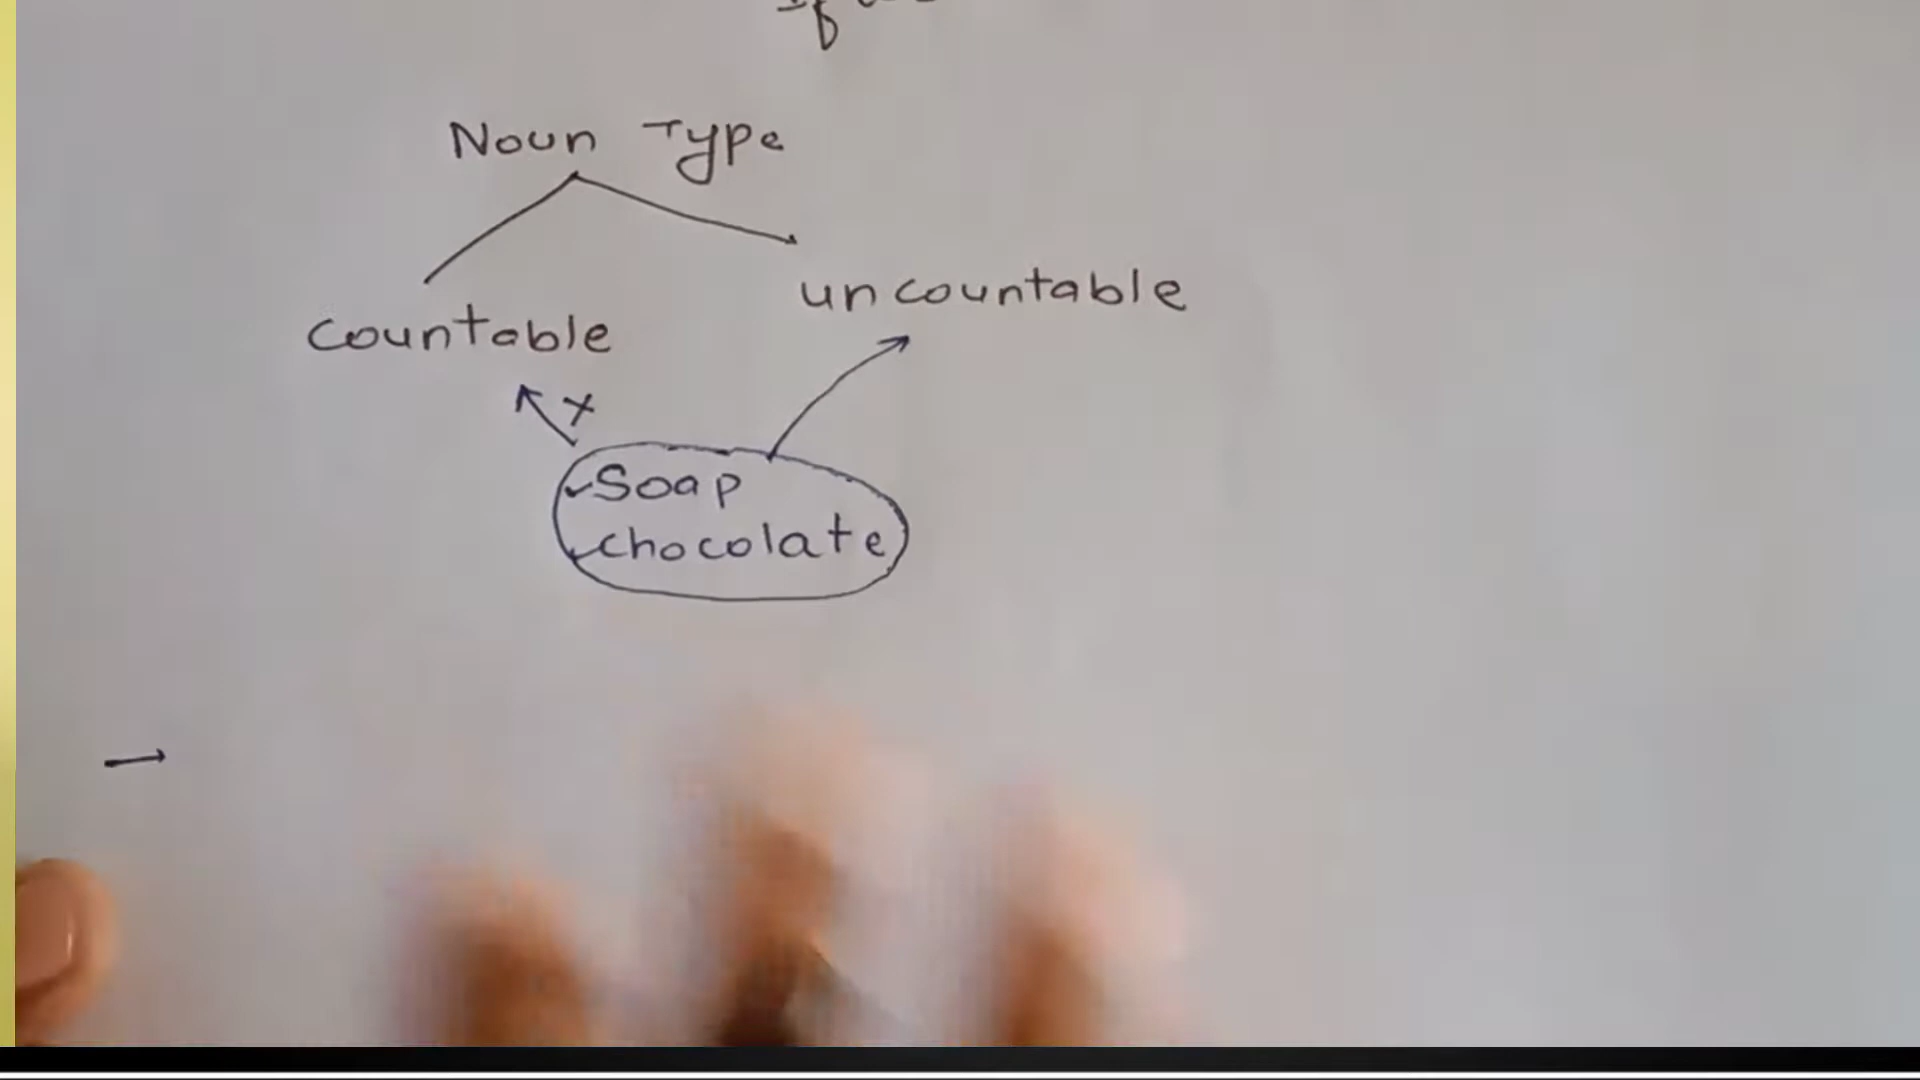 Noun Type
Countable
uncountable
Soap
chocolate